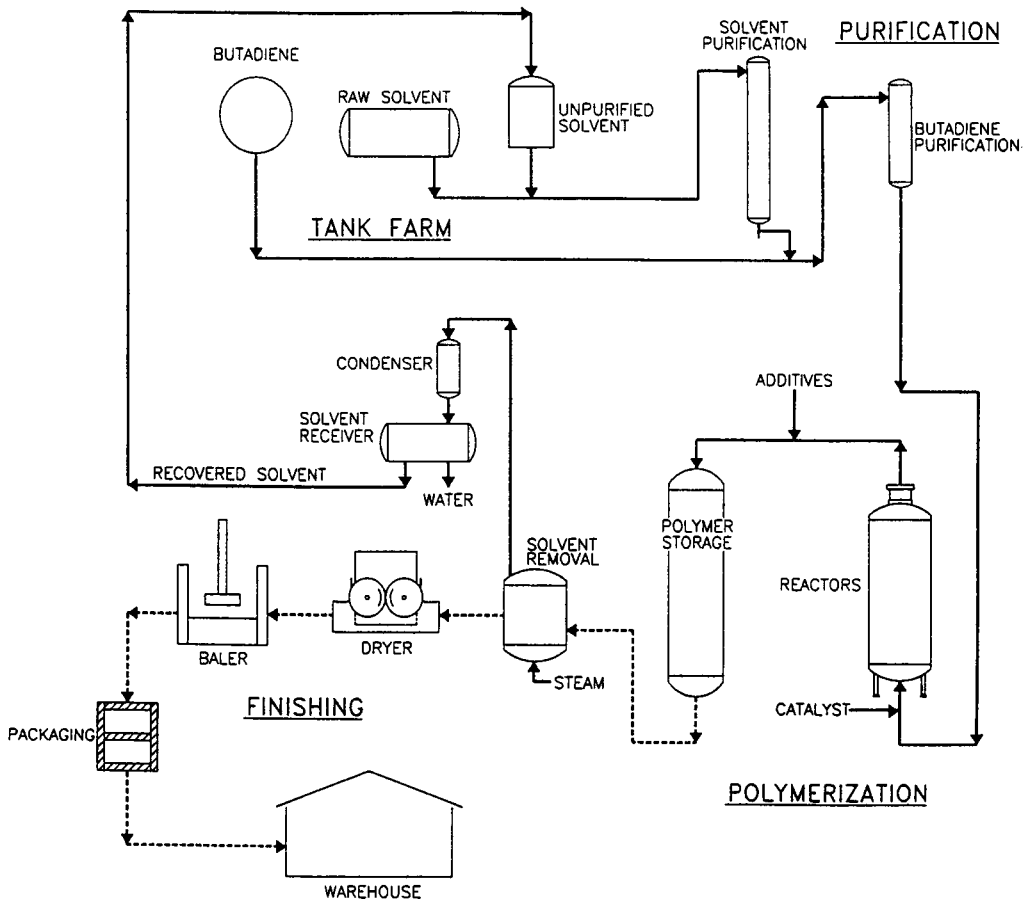 SOLVENT
PURIFICATION
PURIFICATION
BUTADIENE
RAW SOLVENT
UNPURIFIED
SOLVENT
BUTADIENE
PURIFICATION
TANK FARM
CONDENSER
ADDITIVES
SOLVENT
RECEIVER
RECOVERED SOLVENT
WATER
POLYMER
STORAGE
SOLVENT
REMOVAL
REACTORS
BALER
DRYER
STEAM
FINISHING
CATALYST
PACKAGING
POLYMERIZATION
WAREHOUSE